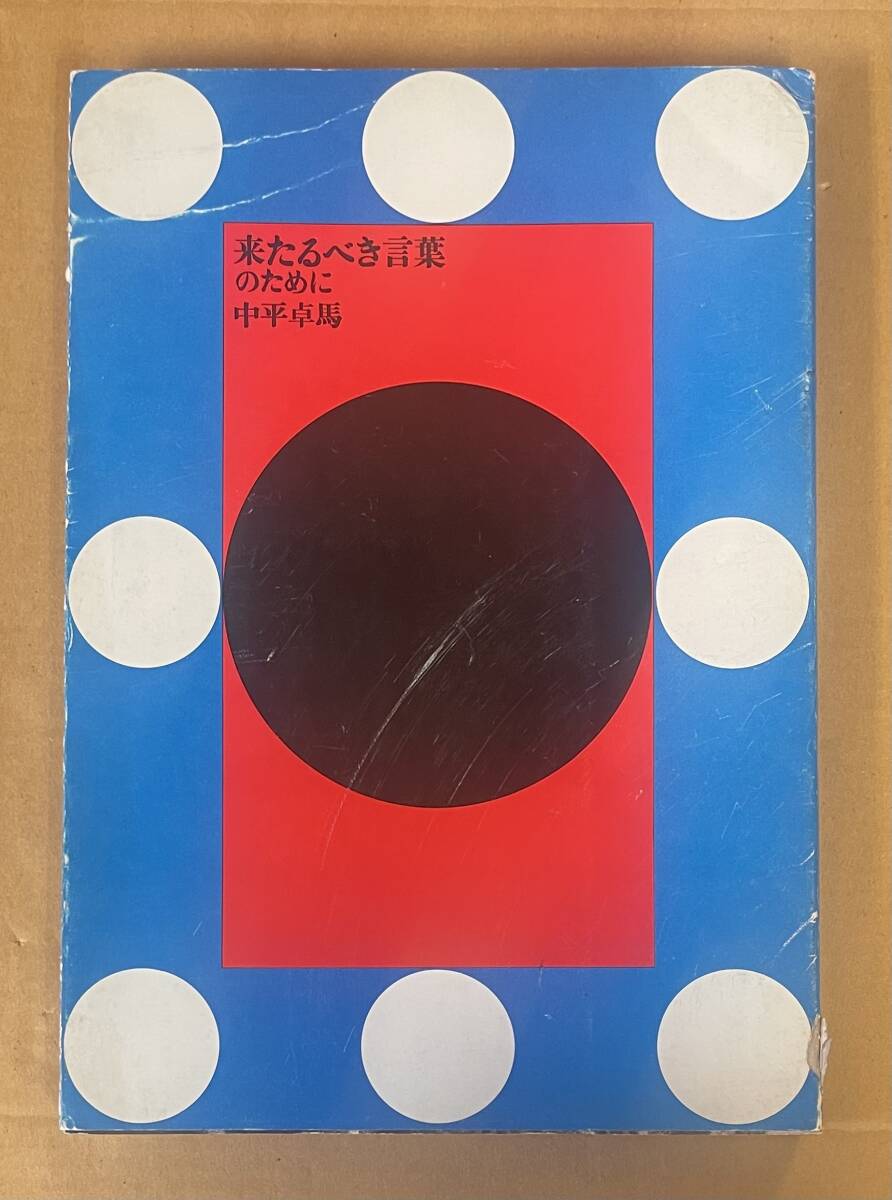 来たるべき言葉
のために
中平卓馬